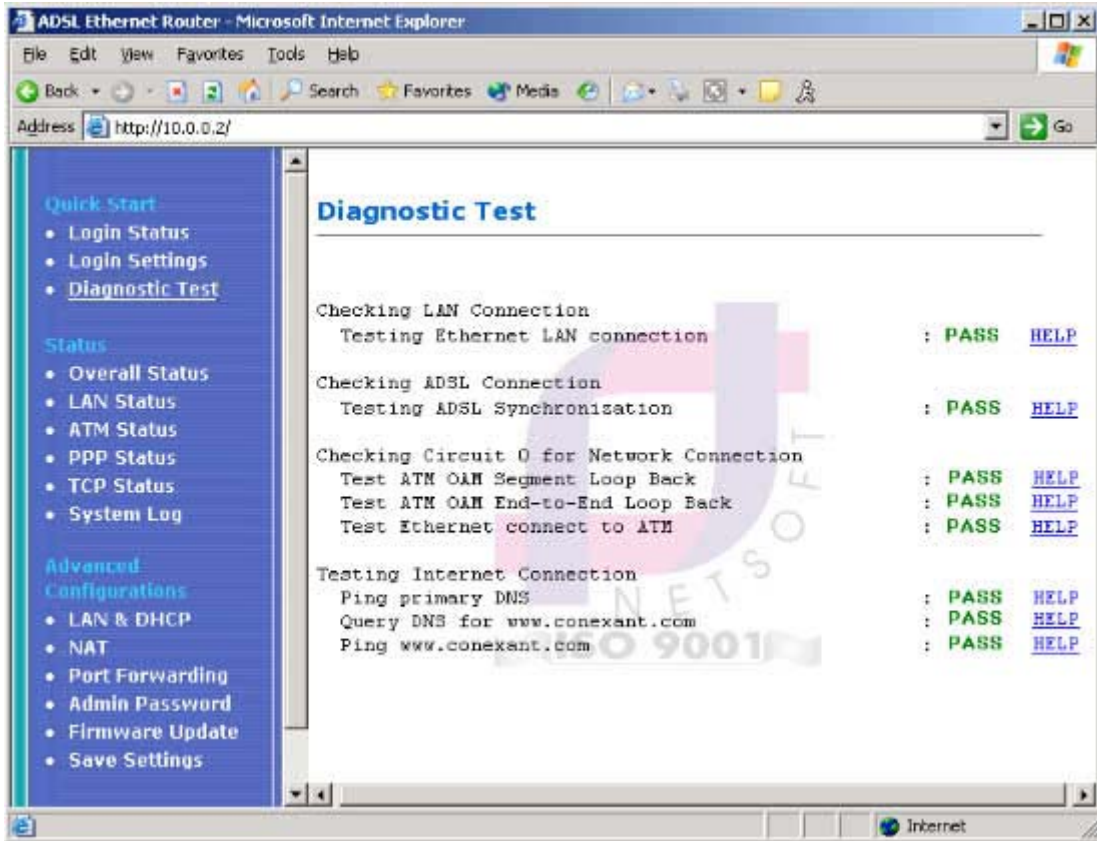 ADSL Ethernet Router - Microsoft Internet Explorer
File Edit View Favorites Tools Help
Back Search Favorites Media
Address http://10.0.0.2/ Go
Quick Start
• Login Status
• Login Settings
• Diagnostic Test
Status
• Overall Status
• LAN Status
• ATM Status
• PPP Status
• TCP Status
• System Log
Advanced
Configurations
• LAN & DHCP
• NAT
• Port Forwarding
• Admin Password
• Firmware Update
• Save Settings
Diagnostic Test
Checking LAN Connection
Testing Ethernet LAN connection : PASS HELP
Checking ADSL Connection
Testing ADSL Synchronization : PASS HELP
Checking Circuit 0 for Network Connection
Test ATM OAM Segment Loop Back : PASS HELP
Test ATM OAM End-to-End Loop Back : PASS HELP
Test Ethernet connect to ATM : PASS HELP
Testing Internet Connection
Ping primary DNS : PASS HELP
Query DNS for www.conexant.com : PASS HELP
Ping www.conexant.com : PASS HELP
NETSOFT
ISO 9001
Internet